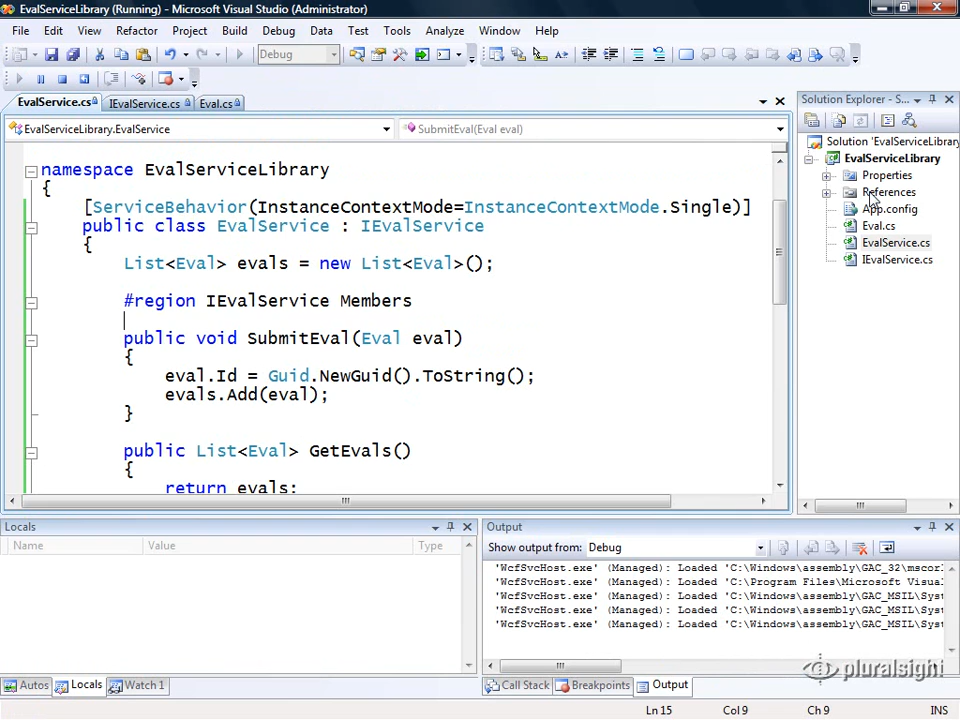 EvalServiceLibrary (Running) - Microsoft Visual Studio (Administrator)
File Edit View Refactor Project Build Debug Data Test Tools Analyze Window Help
Debug
EvalService.cs IEvalService.cs Eval.cs
EvalServiceLibrary.EvalService SubmitEval(Eval eval)
namespace EvalServiceLibrary
{
[ServiceBehavior(InstanceContextMode=InstanceContextMode.Single)]
public class EvalService : IEvalService
{
List<Eval> evals = new List<Eval>();
#region IEvalService Members
public void SubmitEval(Eval eval)
{
eval.Id = Guid.NewGuid().ToString();
evals.Add(eval);
}
public List<Eval> GetEvals()
{
return evals;
Solution Explorer - S...
Solution 'EvalServiceLibrary
EvalServiceLibrary
Properties
References
App.config
Eval.cs
EvalService.cs
IEvalService.cs
Locals
Name Value Type
Autos Locals Watch 1
Output
Show output from: Debug
'WcfSvcHost.exe' (Managed): Loaded 'C:\Windows\assembly\GAC_32\mscor
'WcfSvcHost.exe' (Managed): Loaded 'C:\Program Files\Microsoft Visua
'WcfSvcHost.exe' (Managed): Loaded 'C:\Windows\assembly\GAC_MSIL\Sys
'WcfSvcHost.exe' (Managed): Loaded 'C:\Windows\assembly\GAC_MSIL\Sys
'WcfSvcHost.exe' (Managed): Loaded 'C:\Windows\assembly\GAC_MSIL\Sys
pluralsight
Call Stack Breakpoints Output
Ln 15 Col 9 Ch 9 INS